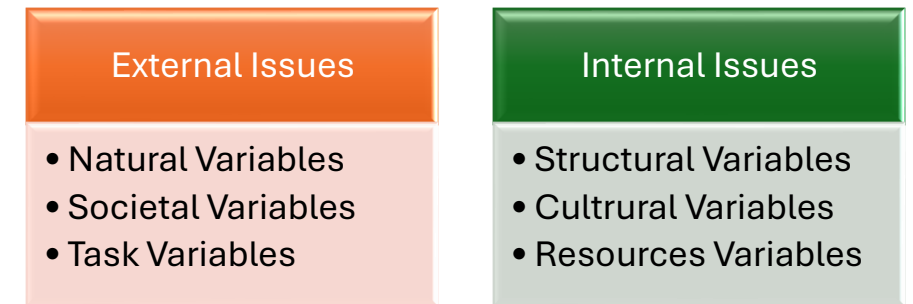 External Issues
• Natural Variables
• Societal Variables
• Task Variables
Internal Issues
• Structural Variables
• Cultrural Variables
• Resources Variables